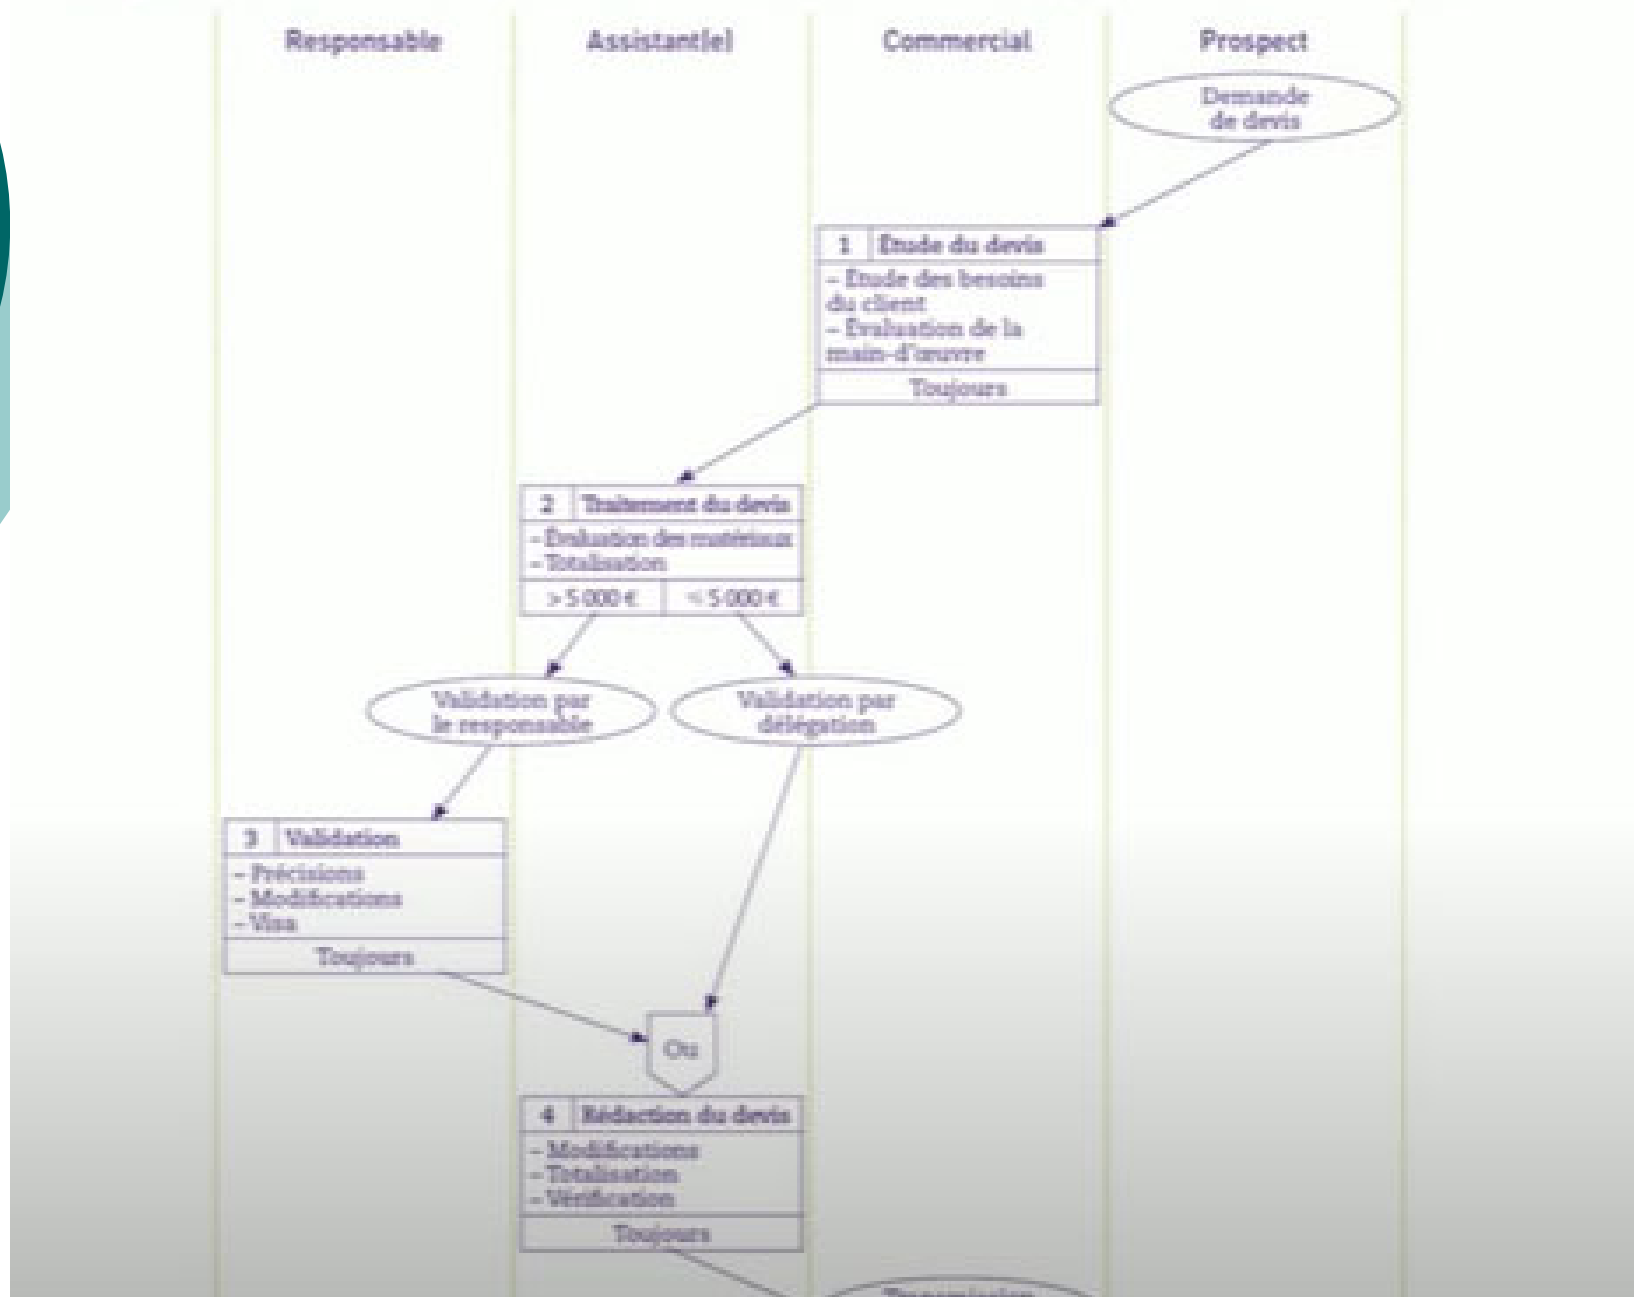 Responsable
Assistant(e)
Commercial
Prospect
Demande
de devis
1 Étude du devis
– Étude des besoins
du client
– Évaluation de la
main-d'œuvre
Toujours
2 Traitement du devis
– Évaluation des matériaux
– Totalisation
> 5 000 €
≤ 5 000 €
Validation par
le responsable
Validation par
délégation
3 Validation
– Précisions
– Modifications
– Visa
Toujours
Ou
4 Rédaction du devis
– Modifications
– Totalisation
– Vérification
Toujours
Transmission